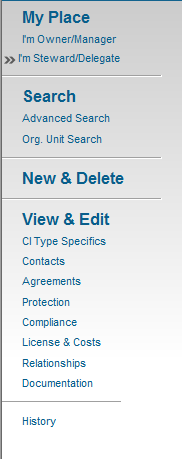 My Place
I'm Owner/Manager
I'm Steward/Delegate
Search
Advanced Search
Org. Unit Search
New & Delete
View & Edit
CI Type Specifics
Contacts
Agreements
Protection
Compliance
License & Costs
Relationships
Documentation
History